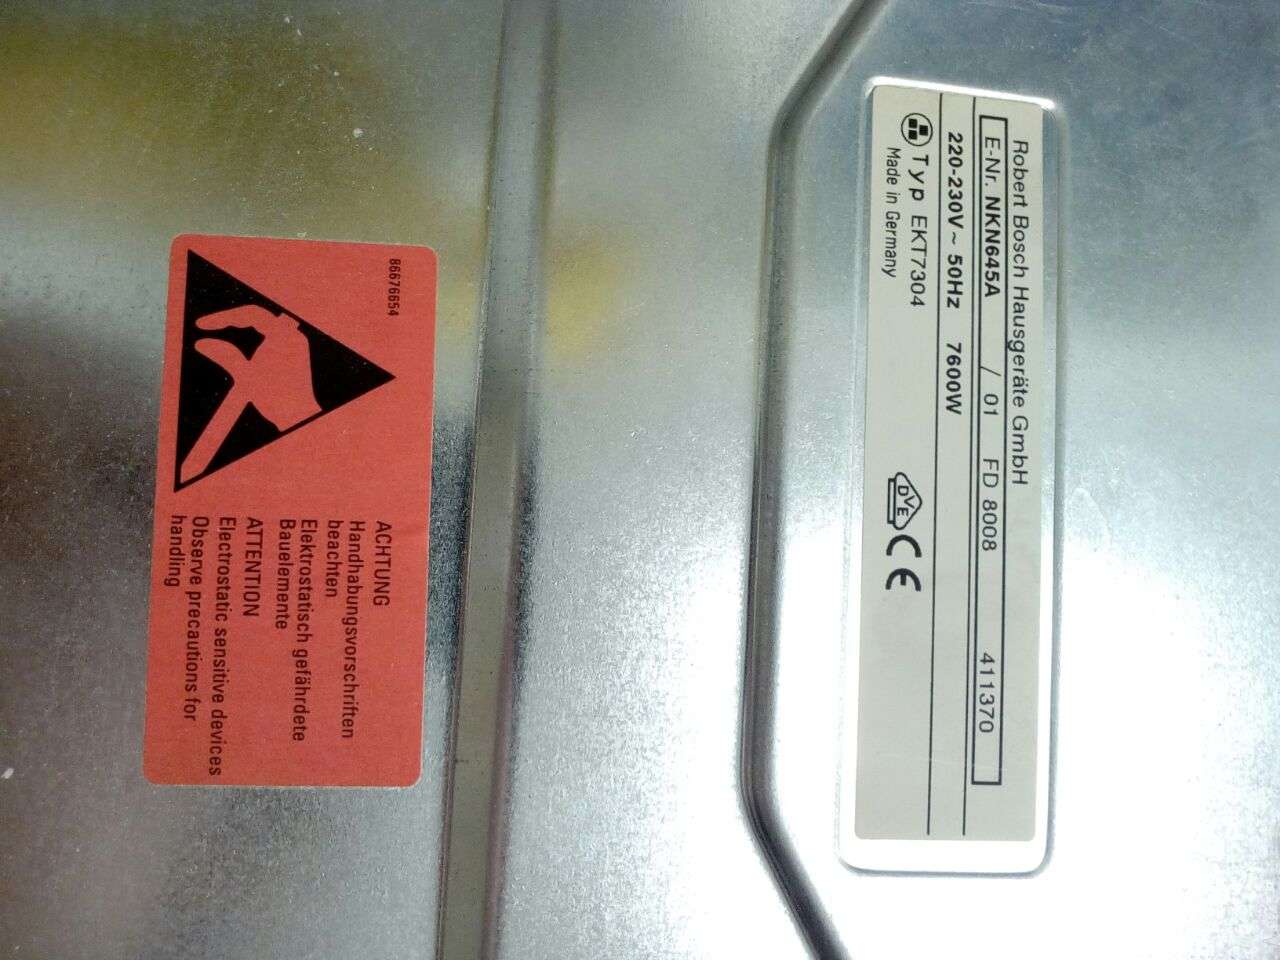 Robert Bosch Hausgeräte GmbH
E-Nr. NKN645A / 01 FD 8008 411370
220-230V~ 50Hz 7600W
Typ EKT7304
Made in Germany
DVE CE
86676654
ACHTUNG
Handhabungsvorschriften
beachten
Elektrostatisch gefährdete
Bauelemente
ATTENTION
Electrostatic sensitive devices
Observe precautions for
handling